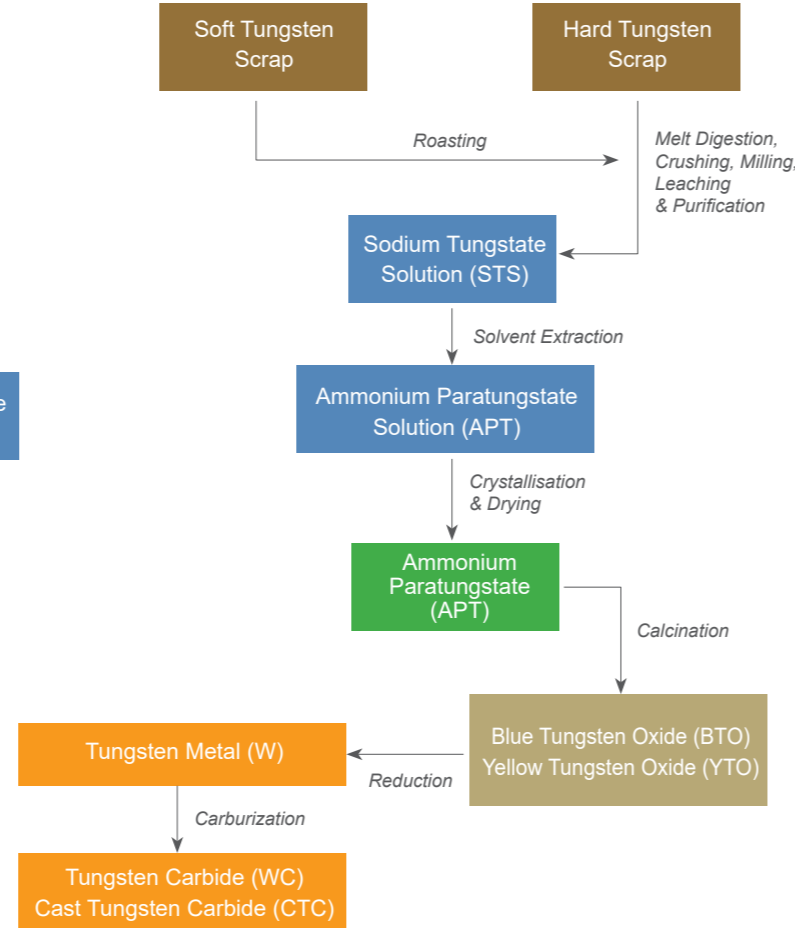 Soft Tungsten
Scrap
Hard Tungsten
Scrap
Roasting
Melt Digestion,
Crushing, Milling,
Leaching
& Purification
Sodium Tungstate
Solution (STS)
Solvent Extraction
Ammonium Paratungstate
Solution (APT)
e
Crystallisation
& Drying
Ammonium
Paratungstate
(APT)
Calcination
Blue Tungsten Oxide (BTO)
Yellow Tungsten Oxide (YTO)
Reduction
Tungsten Metal (W)
Carburization
Tungsten Carbide (WC)
Cast Tungsten Carbide (CTC)